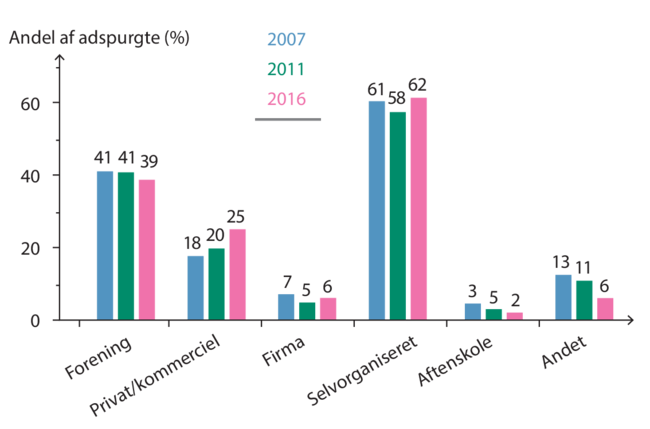 Andel af adspurgte (%)
2007
2011
2016
60
40
20
0
41 41 39
18 20 25
7 5 6
61 58 62
3 5 2
13 11 6
Forening
Privat/kommerciel
Firma
Selvorganiseret
Aftenskole
Andet